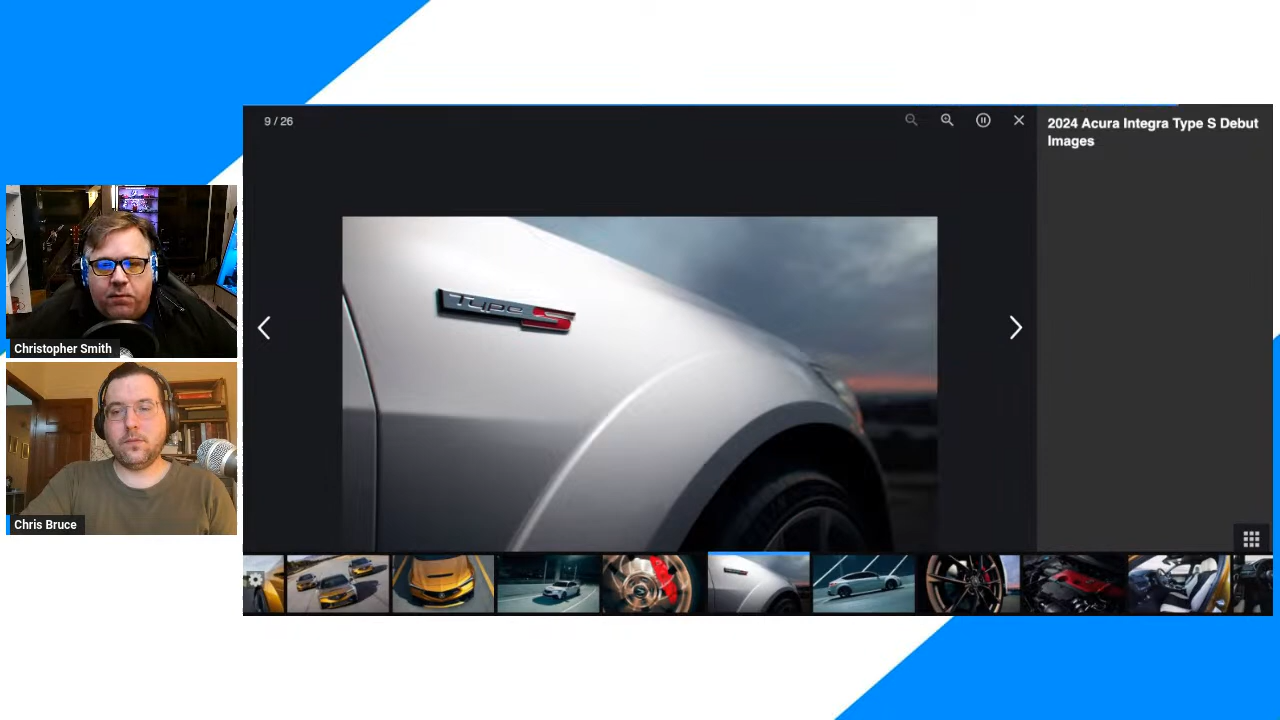 9 / 26
2024 Acura Integra Type S Debut
Images
Type S
Christopher Smith
Chris Bruce